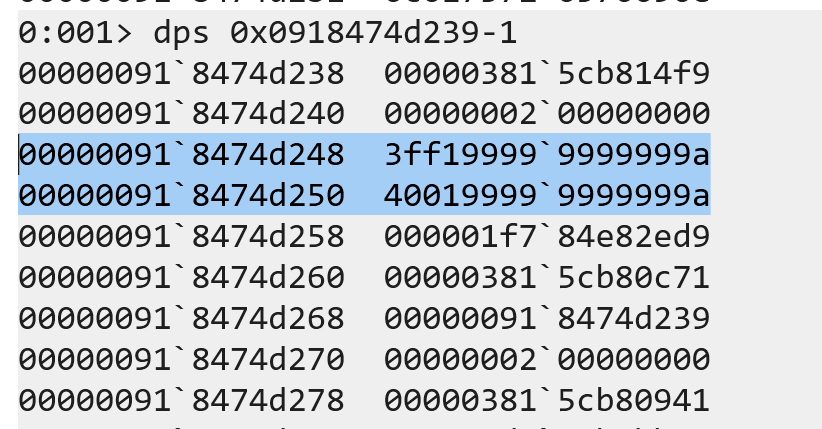 0:001> dps 0x0918474d239-1
00000091`8474d238  00000381`5cb814f9
00000091`8474d240  00000002`00000000
00000091`8474d248  3ff19999`9999999a
00000091`8474d250  40019999`9999999a
00000091`8474d258  000001f7`84e82ed9
00000091`8474d260  00000381`5cb80c71
00000091`8474d268  00000091`8474d239
00000091`8474d270  00000002`00000000
00000091`8474d278  00000381`5cb80941